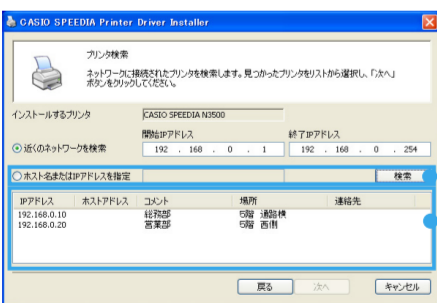 CASIO SPEEDIA Printer Driver Installer
プリンタ検索
ネットワークに接続されたプリンタを検索します。見つかったプリンタをリストから選択し、「次へ」
ボタンをクリックしてください。
インストールするプリンタ CASIO SPEEDIA N3500
開始IPアドレス 終了IPアドレス
近くのネットワークを検索 192 . 168 . 0 . 1 192 . 168 . 0 . 254
ホスト名またはIPアドレスを指定 検索
IPアドレス ホストアドレス コメント 場所 連絡先
192.168.0.10 総務部 5階 通路横
192.168.0.20 営業部 5階 西側
戻る 次へ キャンセル